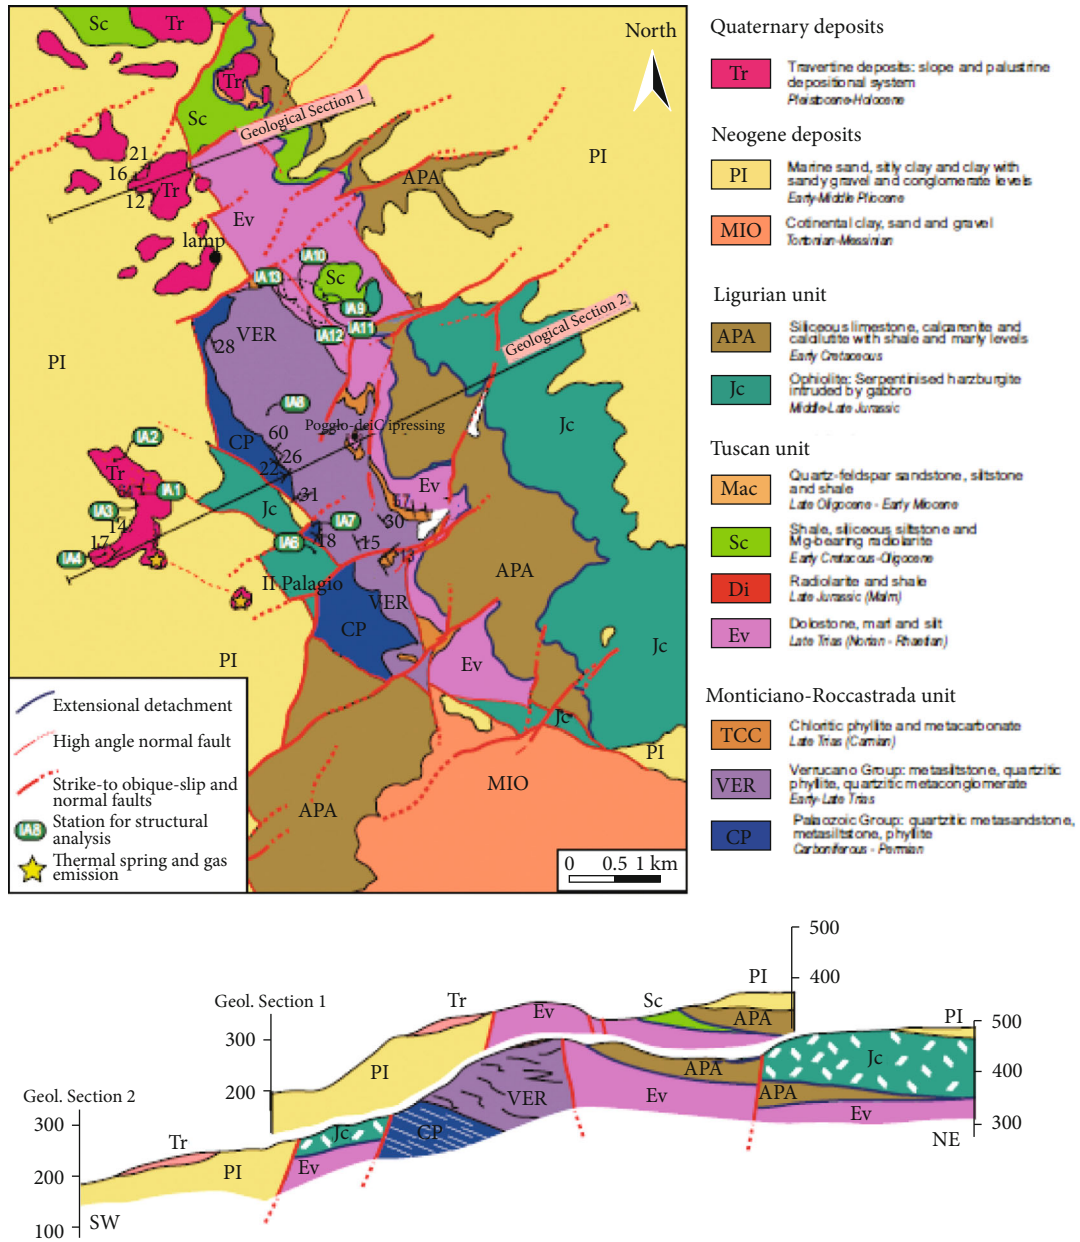 Sc
Tr
North
Tr
Sc
Geological Section 1
PI
21
16
Tr
12
APA
Ev
lamp
IA10
IA13
Sc
IA9
IA11
IA12
VER
28
Geological Section 2
PI
IA8
Jc
Pogglo-deiC ipressing
60
CP
26
22
IA2
Tr
IA1
31
Ev
57
IA3
Jc
14
IA7
30
17
IA6
18
15
IA4
13
APA
II Palagio
VER
CP
Jc
PI
Ev
Jc
PI
MIO
APA
Extensional detachment
High angle normal fault
Strike-to obique-slip and
normal faults
IA8
Station for structural
analysis
Thermal spring and gas
emission
0 0.5 1 km
Quaternary deposits
Tr
Travertine deposits: slope and palustrine
depositional system
Pleistocene-Holocene
Neogene deposits
PI
Marine sand, sitly clay and clay with
sandy gravel and conglomerate levels
Early-Middle Pliocene
MIO
Cotinental clay, sand and gravel
Tortonian-Messinian
Ligurian unit
APA
Siliceous limestone, calcarenite and
calcilutite with shale and marly levels
Early Cretaceous
Jc
Ophiolite: Serpentinised harzburgite
intruded by gabbro
Middle-Late Jurassic
Tuscan unit
Mac
Quartz-feldspar sandstone, siltstone
and shale
Late Oligocene - Early Miocene
Sc
Shale, siliceous siltstone and
Mg-bearing radiolarite
Early Cretacous-Oligocene
Di
Radiolarite and shale
Late Jurassic (Malm)
Ev
Dolostone, marl and silt
Late Trias (Norian - Rhaetian)
Monticiano-Roccastrada unit
TCC
Chloritic phyllite and metacarbonate
Late Trias (Carnian)
VER
Verrucano Group: metasiltstone, quartzitic
phyllite, quartzitic metaconglomerate
Early-Late Trias
CP
Palaozoic Group: quartzitic metasandstone,
metasiltstone, phyllite
Carboniferous - Permian
500
PI
400
Geol. Section 1
Tr
Ev
Sc
APA
300
PI
200
PI
500
Jc
400
APA
APA
Ev
Ev
300
NE
Geol. Section 2
VER
CP
300
Jc
Tr
PI
Ev
200
100
SW